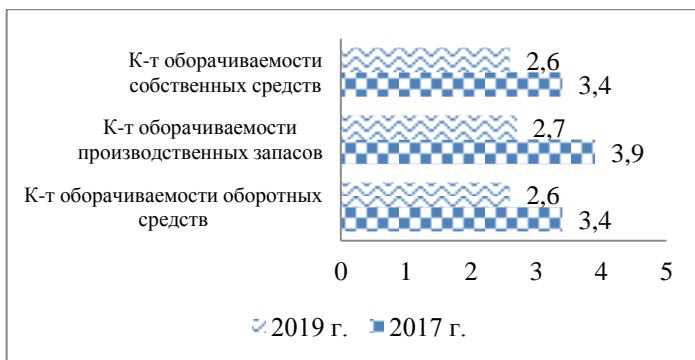 К-т оборачиваемости
собственных средств
2,6
3,4
К-т оборачиваемости
производственных запасов
2,7
3,9
К-т оборачиваемости оборотных
средств
2,6
3,4
0 1 2 3 4 5
2019 г. 2017 г.